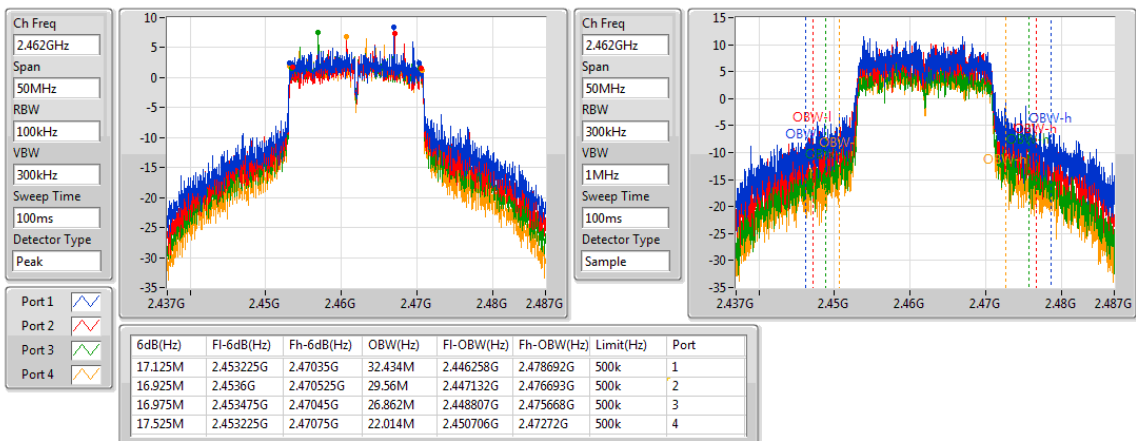 Ch Freq
2.462GHz
Span
50MHz
RBW
100kHz
VBW
300kHz
Sweep Time
100ms
Detector Type
Peak
10-
5-
0-
-5-
-10-
-15-
-20-
-25-
-30-
-35-
2.437G 2.45G 2.46G 2.47G 2.48G 2.487G
Ch Freq
2.462GHz
Span
50MHz
RBW
300kHz
VBW
1MHz
Sweep Time
100ms
Detector Type
Sample
15-
10-
5-
0-
-5-
-10-
-15-
-20-
-25-
-30-
-35-
OBW-l
OBW-h
2.437G 2.45G 2.46G 2.47G 2.48G 2.487G
Port 1
Port 2
Port 3
Port 4
6dB(Hz) Fl-6dB(Hz) Fh-6dB(Hz) OBW(Hz) Fl-OBW(Hz) Fh-OBW(Hz) Limit(Hz) Port
17.125M 2.453225G 2.47035G 32.434M 2.446258G 2.478692G 500k 1
16.925M 2.4536G 2.470525G 29.56M 2.447132G 2.476693G 500k 2
16.975M 2.453475G 2.47045G 26.862M 2.448807G 2.475668G 500k 3
17.525M 2.453225G 2.47075G 22.014M 2.450706G 2.47272G 500k 4